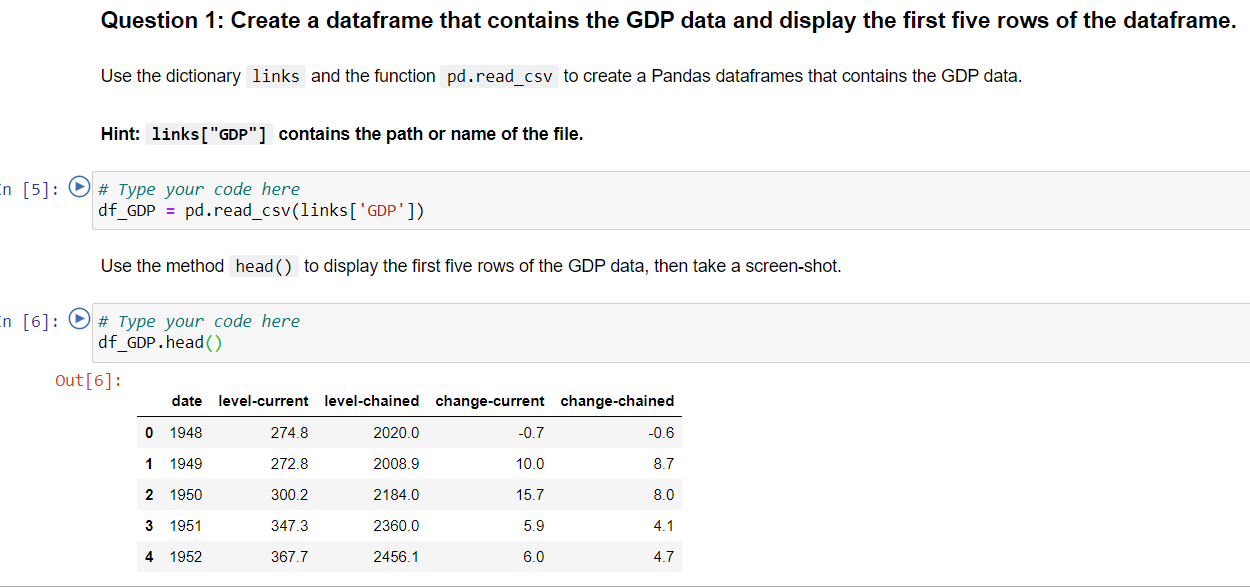 Question 1: Create a dataframe that contains the GDP data and display the first five rows of the dataframe.
Use the dictionary links and the function pd.read_csv to create a Pandas dataframes that contains the GDP data.
Hint: links["GDP"] contains the path or name of the file.
n [5]: # Type your code here
df_GDP = pd.read_csv(links['GDP'])
Use the method head() to display the first five rows of the GDP data, then take a screen-shot.
n [6]: # Type your code here
df_GDP.head()
Out[6]:
date level-current level-chained change-current change-chained
0 1948 274.8 2020.0 -0.7 -0.6
1 1949 272.8 2008.9 10.0 8.7
2 1950 300.2 2184.0 15.7 8.0
3 1951 347.3 2360.0 5.9 4.1
4 1952 367.7 2456.1 6.0 4.7